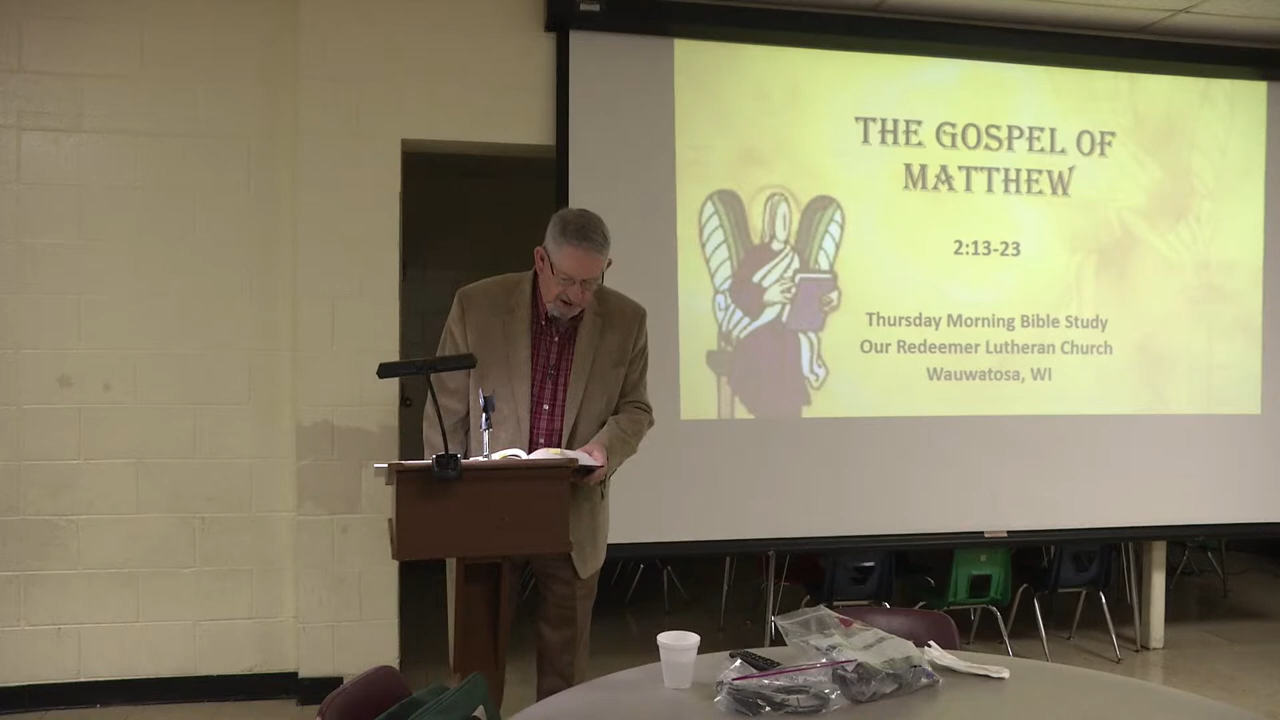 THE GOSPEL OF
MATTHEW
2:13-23
Thursday Morning Bible Study
Our Redeemer Lutheran Church
Wauwatosa, WI